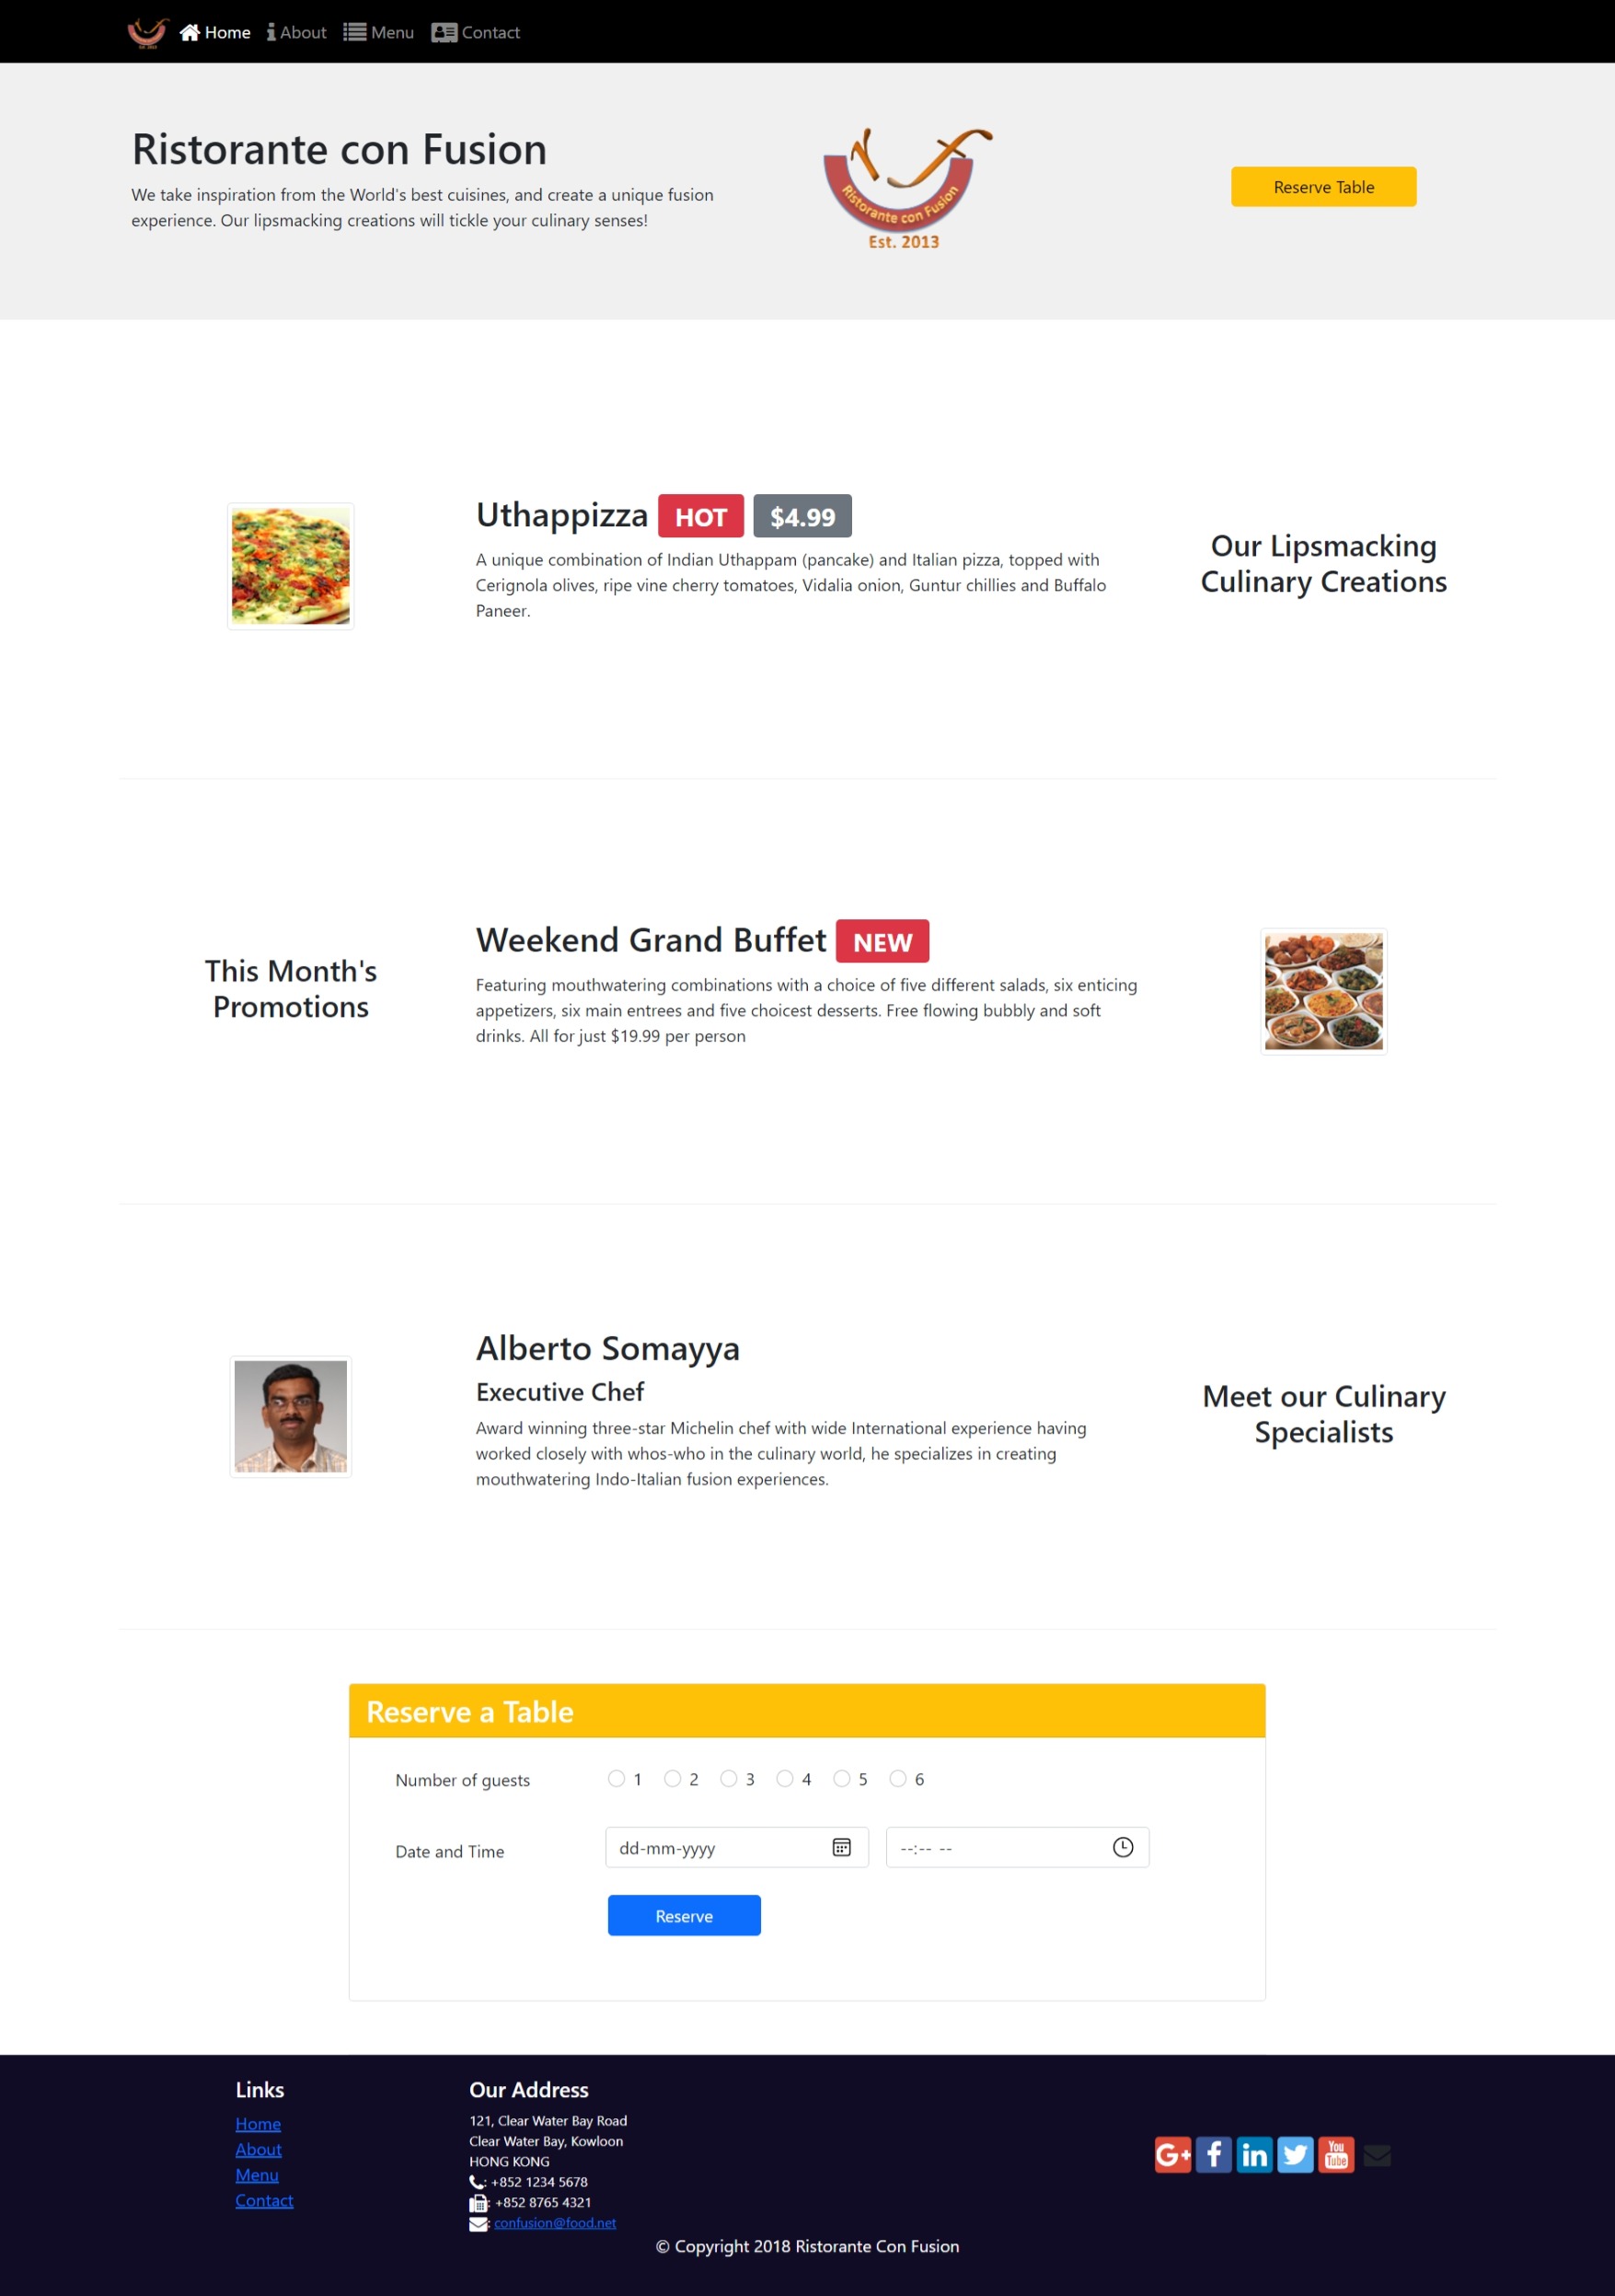 Home About Menu Contact
Ristorante con Fusion
We take inspiration from the World's best cuisines, and create a unique fusion
experience. Our lipsmacking creations will tickle your culinary senses!
Ristorante con Fusion
Est. 2013
Reserve Table
Uthappizza HOT $4.99
A unique combination of Indian Uthappam (pancake) and Italian pizza, topped with
Cerignola olives, ripe vine cherry tomatoes, Vidalia onion, Guntur chillies and Buffalo
Paneer.
Our Lipsmacking
Culinary Creations
This Month's
Promotions
Weekend Grand Buffet NEW
Featuring mouthwatering combinations with a choice of five different salads, six enticing
appetizers, six main entrees and five choicest desserts. Free flowing bubbly and soft
drinks. All for just $19.99 per person
Alberto Somayya
Executive Chef
Award winning three-star Michelin chef with wide International experience having
worked closely with whos-who in the culinary world, he specializes in creating
mouthwatering Indo-Italian fusion experiences.
Meet our Culinary
Specialists
Reserve a Table
Number of guests 1 2 3 4 5 6
Date and Time dd-mm-yyyy --:-- --
Reserve
Links
Home
About
Menu
Contact
Our Address
121, Clear Water Bay Road
Clear Water Bay, Kowloon
HONG KONG
: +852 1234 5678
: +852 8765 4321
: confusion@food.net
G+ f in You Tube
© Copyright 2018 Ristorante Con Fusion